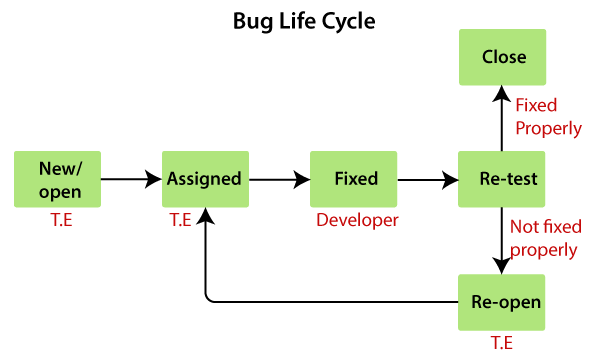 Bug Life Cycle
Close
Fixed
Properly
New/
open
Assigned
Fixed
Re-test
T.E
T.E
Developer
Not fixed
properly
Re-open
T.E